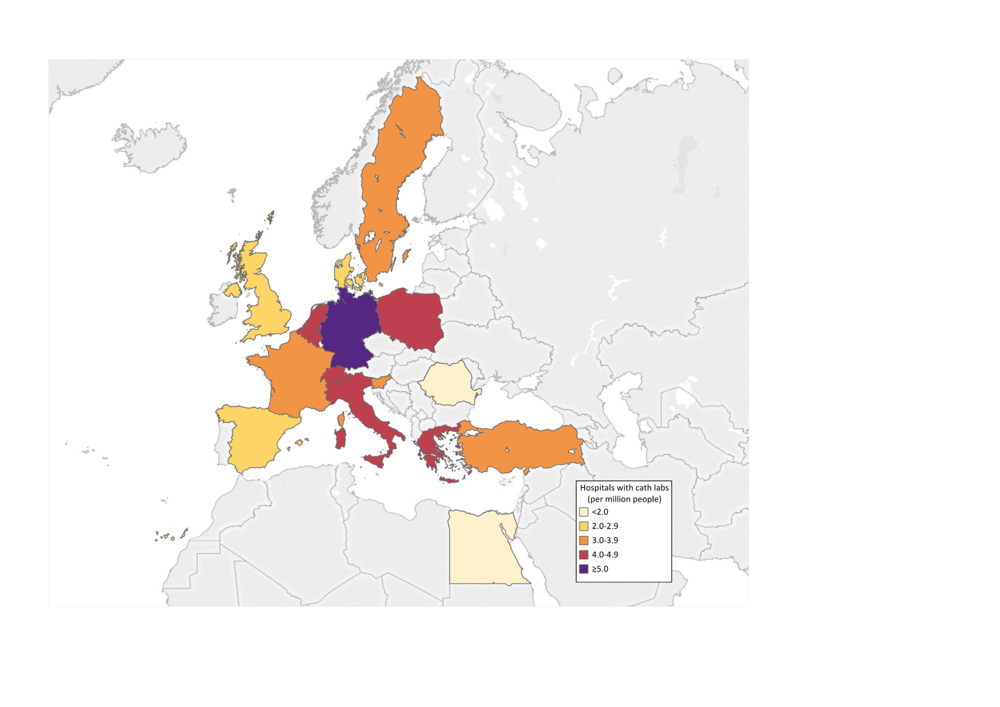 Hospitals with cath labs
(per million people)
<2.0
2.0-2.9
3.0-3.9
4.0-4.9
≥5.0